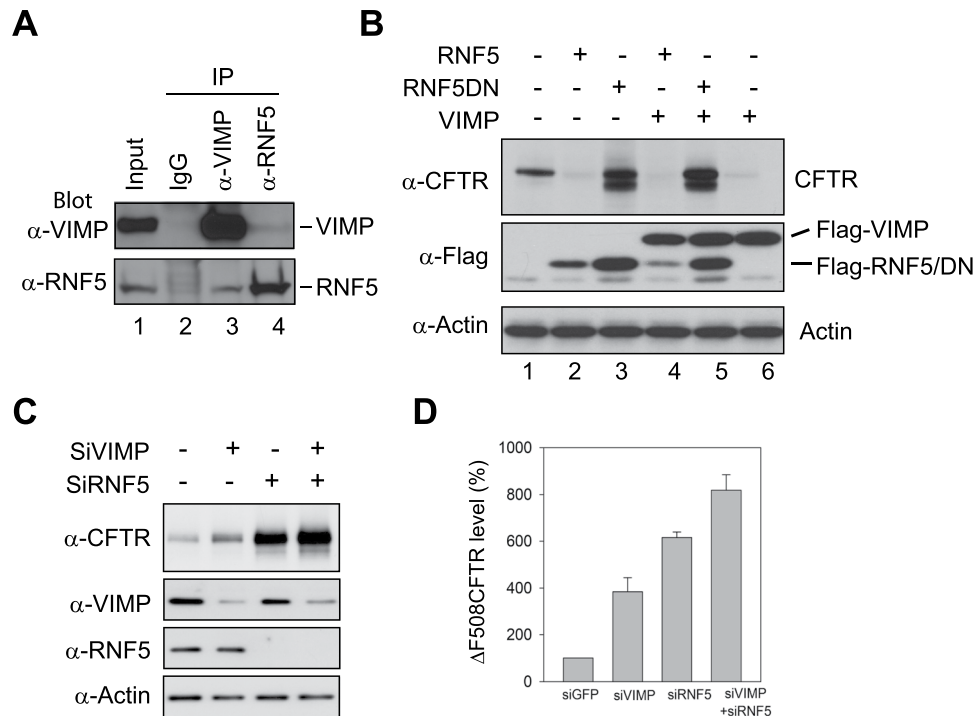 A
IP
Input
IgG
α-VIMP
α-RNF5
Blot
α-VIMP
VIMP
α-RNF5
RNF5
1 2 3 4
B
RNF5 - + - + - -
RNF5DN - - + - + -
VIMP - - - + + +
α-CFTR
CFTR
α-Flag
Flag-VIMP
Flag-RNF5/DN
α-Actin
Actin
1 2 3 4 5 6
C
SiVIMP - + - +
SiRNF5 - - + +
α-CFTR
α-VIMP
α-RNF5
α-Actin
D
ΔF508CFTR level (%)
1000
800
600
400
200
0
siGFP siVIMP siRNF5 siVIMP
+siRNF5